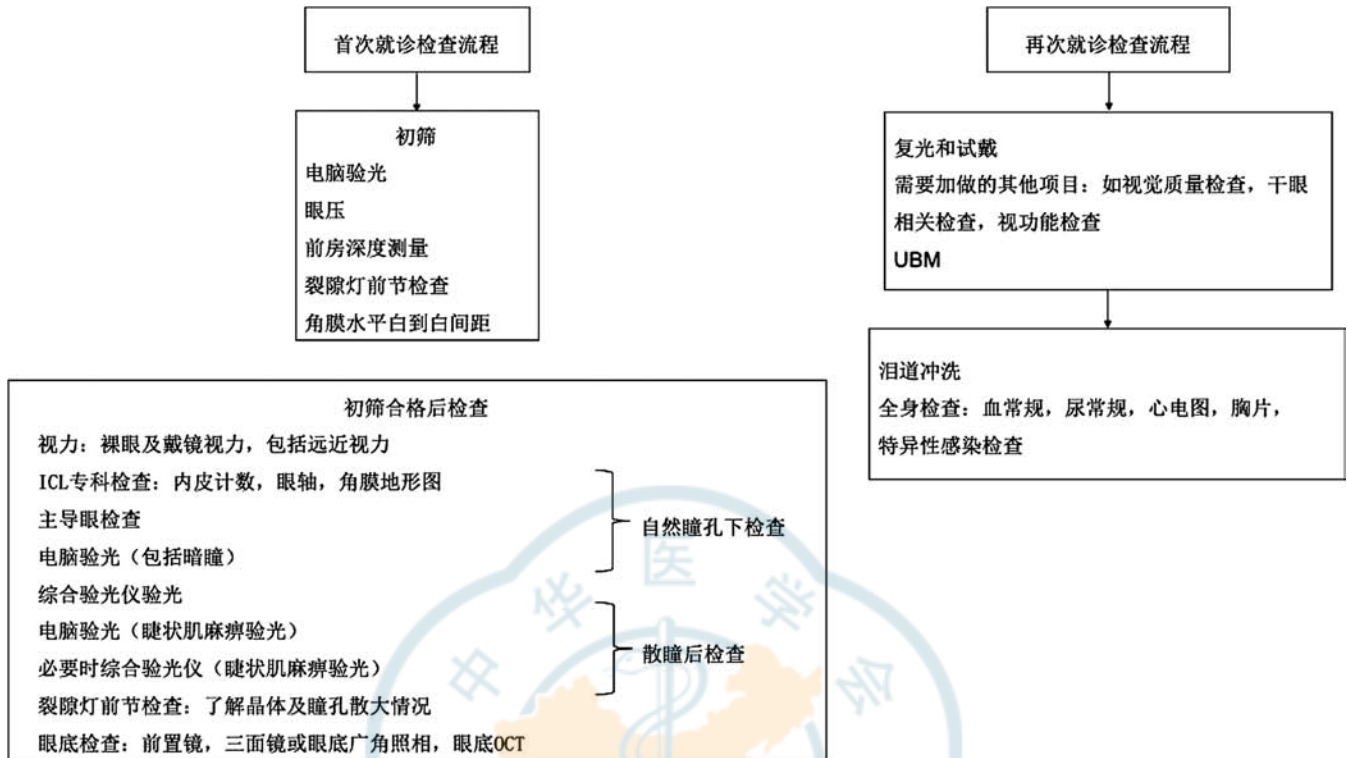 首次就诊检查流程
初筛
电脑验光
眼压
前房深度测量
裂隙灯前节检查
角膜水平白到白间距
初筛合格后检查
视力：裸眼及戴镜视力，包括远近视力
ICL专科检查：内皮计数，眼轴，角膜地形图
主导眼检查
电脑验光（包括暗瞳）
自然瞳孔下检查
综合验光仪验光
电脑验光（睫状肌麻痹验光）
必要时综合验光仪（睫状肌麻痹验光）
散瞳后检查
裂隙灯前节检查：了解晶体及瞳孔散大情况
眼底检查：前置镜，三面镜或眼底广角照相，眼底OCT
再次就诊检查流程
复光和试戴
需要加做的其他项目：如视觉质量检查，干眼
相关检查，视功能检查
UBM
泪道冲洗
全身检查：血常规，尿常规，心电图，胸片，
特异性感染检查
中华医学会